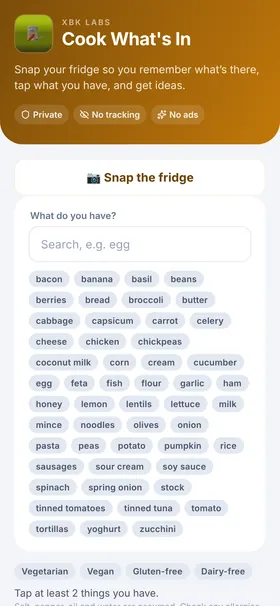 XBK LABS
Cook What's In
Snap your fridge so you remember what's there,
tap what you have, and get ideas.
Private No tracking No ads
📷 Snap the fridge
What do you have?
Search, e.g. egg
bacon banana basil beans
berries bread broccoli butter
cabbage capsicum carrot celery
cheese chicken chickpeas
coconut milk corn cream cucumber
egg feta fish flour garlic ham
honey lemon lentils lettuce milk
mince noodles olives onion
pasta peas potato pumpkin rice
sausages sour cream soy sauce
spinach spring onion stock
tinned tomatoes tinned tuna tomato
tortillas yoghurt zucchini
Vegetarian Vegan Gluten-free Dairy-free
Tap at least 2 things you have.